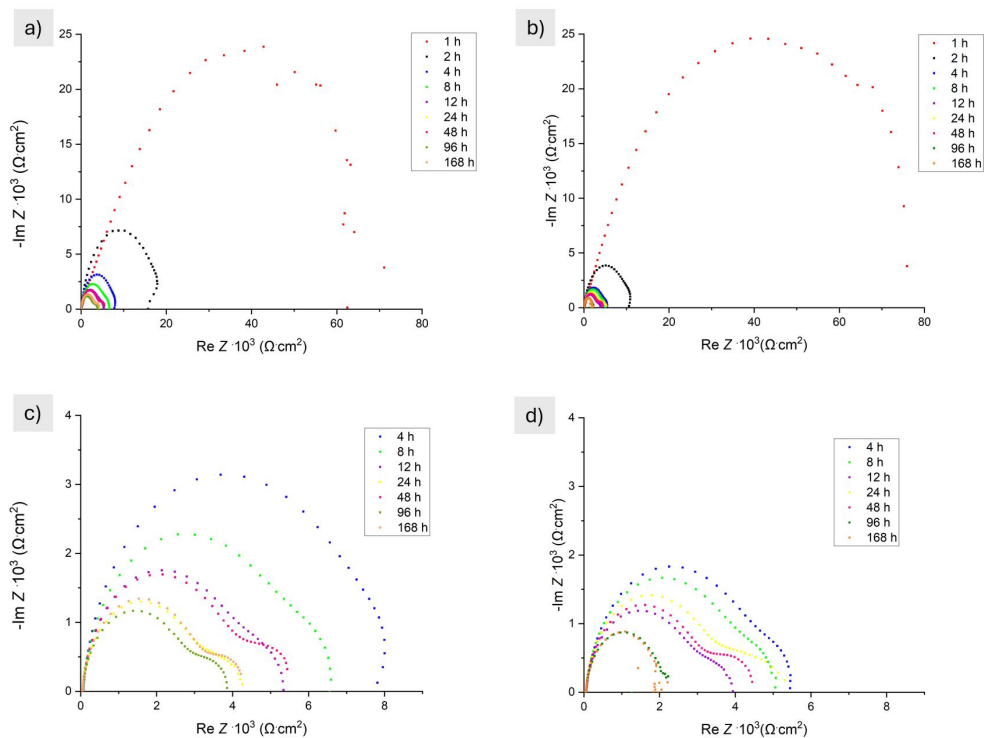 a)
25
20
15
10
5
0
-Im Z ·10³ (Ω·cm²)
0 20 40 60 80
Re Z ·10³ (Ω·cm²)
1 h
2 h
4 h
8 h
12 h
24 h
48 h
96 h
168 h
b)
25
20
15
10
5
0
-Im Z ·10³ (Ω·cm²)
0 20 40 60 80
Re Z ·10³(Ω·cm²)
1 h
2 h
4 h
8 h
12 h
24 h
48 h
96 h
168 h
c)
4
3
2
1
0
-Im Z ·10³ (Ω·cm²)
0 2 4 6 8
Re Z ·10³ (Ω·cm²)
4 h
8 h
12 h
24 h
48 h
96 h
168 h
d)
4
3
2
1
0
-Im Z ·10³ (Ω·cm²)
0 2 4 6 8
Re Z ·10³(Ω·cm²)
4 h
8 h
12 h
24 h
48 h
96 h
168 h